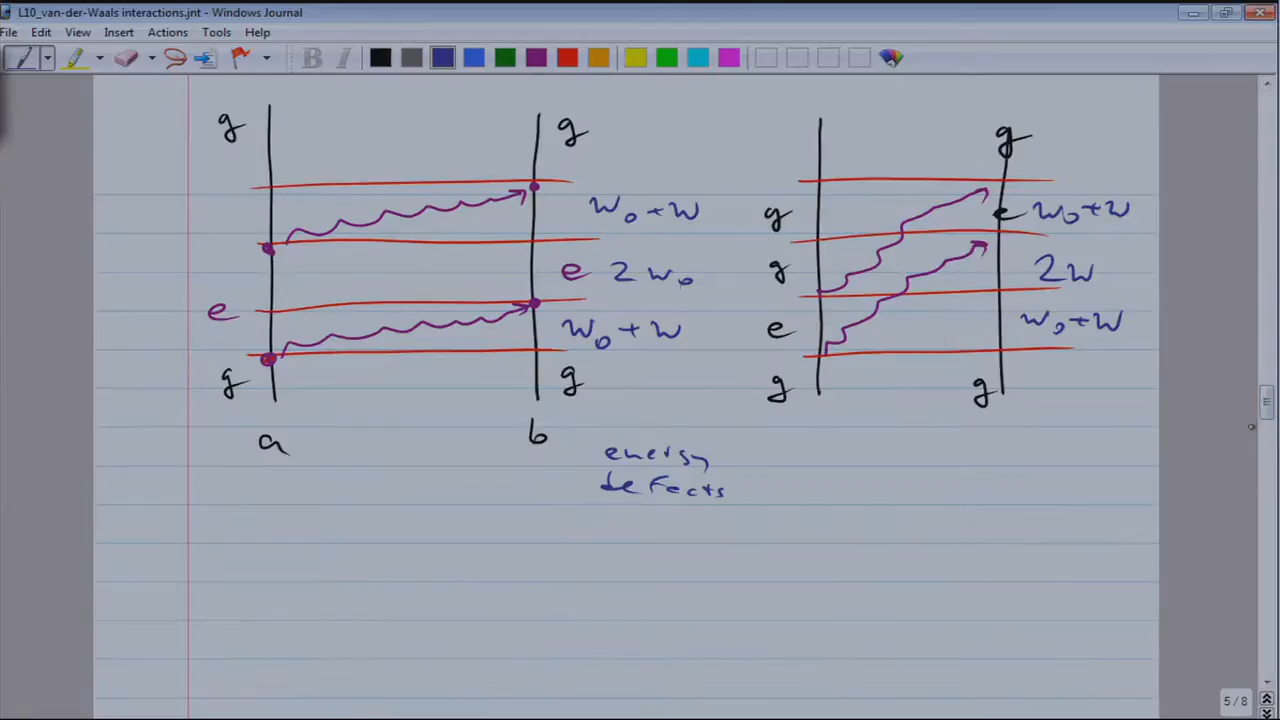 L10_van-der-Waals interactions.jnt - Windows Journal
File Edit View Insert Actions Tools Help
B I
g g g
w₀ + w g e w₀ + w
e 2 w₀ g 2 w
e w₀ + w e w₀ + w
g g g g
a b
energy
defects
5 / 8